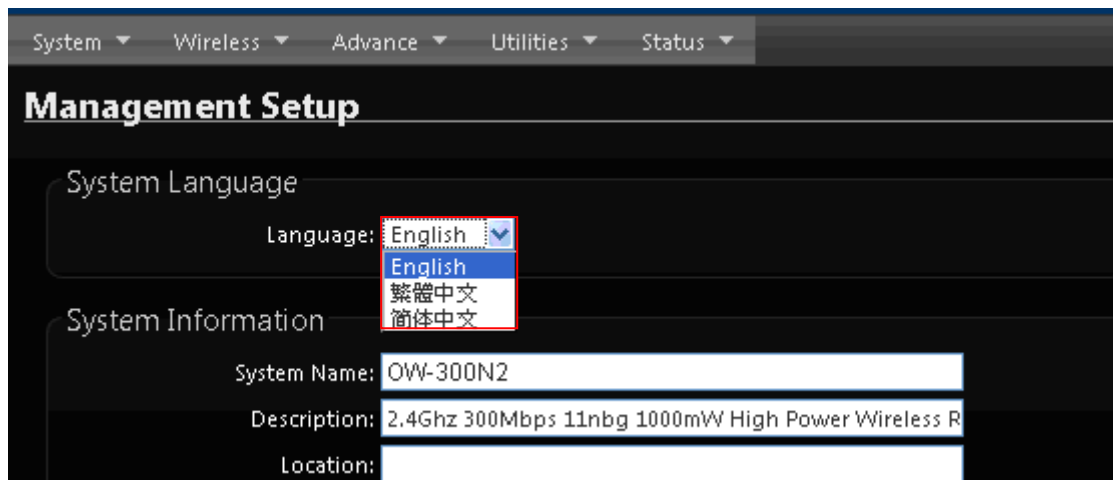 System Wireless Advance Utilities Status
Management Setup
System Language
Language: English
English
繁體中文
简体中文
System Information
System Name: OW-300N2
Description: 2.4Ghz 300Mbps 11nbg 1000mW High Power Wireless R
Location: